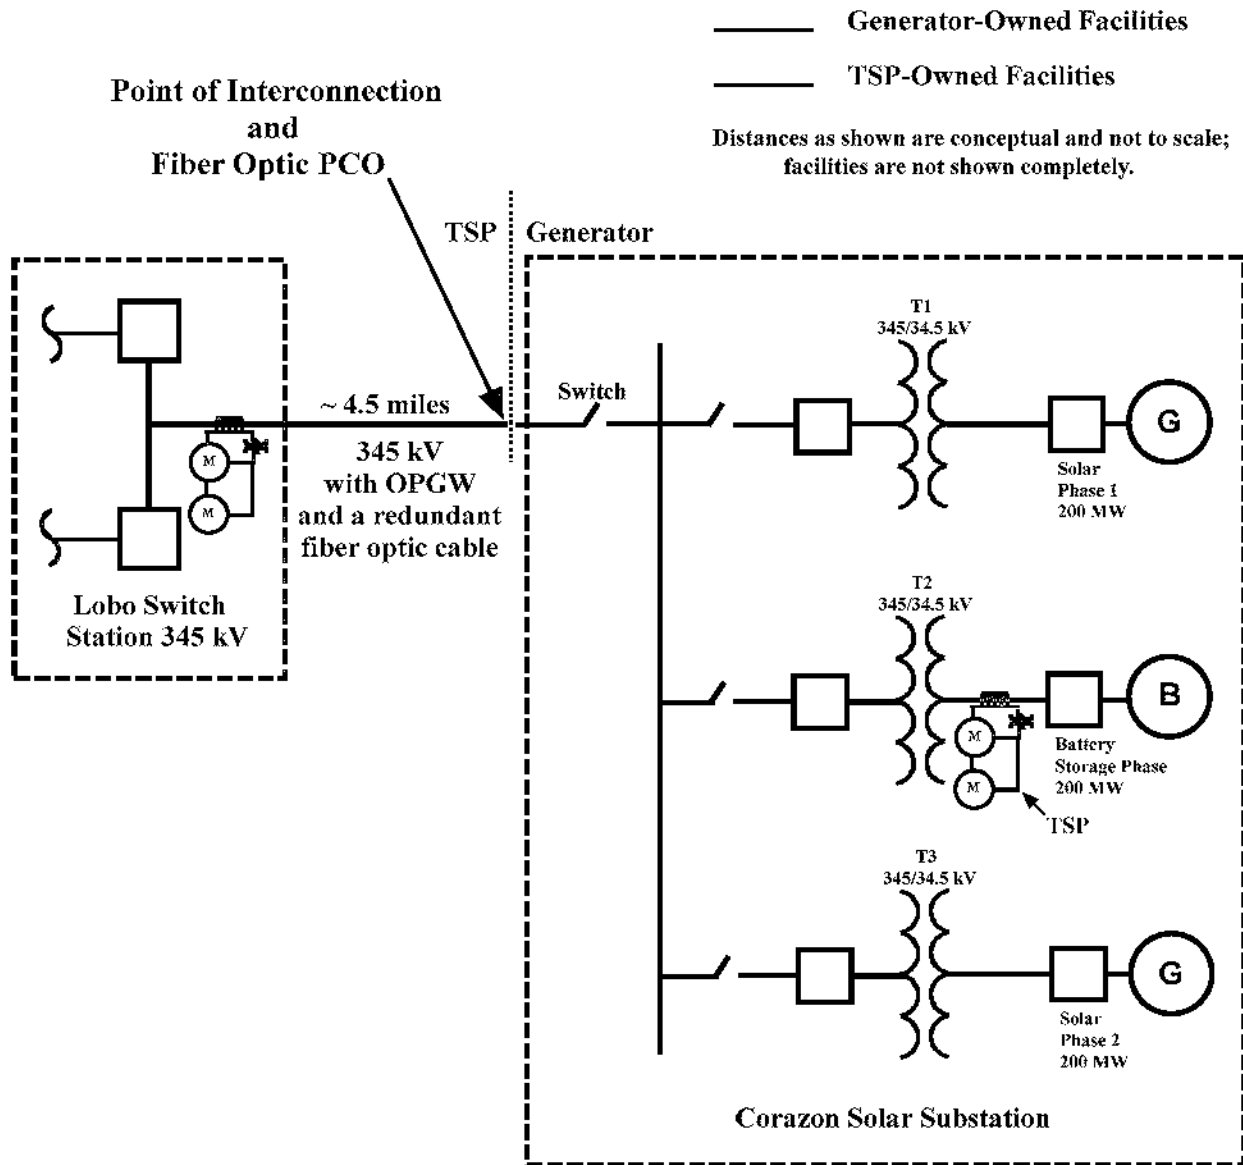 Generator-Owned Facilities
TSP-Owned Facilities
Distances as shown are conceptual and not to scale;
facilities are not shown completely.
Point of Interconnection
and
Fiber Optic PCO
TSP
Generator
Lobo Switch
Station 345 kV
M
M
~ 4.5 miles
345 kV
with OPGW
and a redundant
fiber optic cable
Switch
T1
345/34.5 kV
G
Solar
Phase 1
200 MW
T2
345/34.5 kV
M
M
B
Battery
Storage Phase
200 MW
TSP
T3
345/34.5 kV
G
Solar
Phase 2
200 MW
Corazon Solar Substation